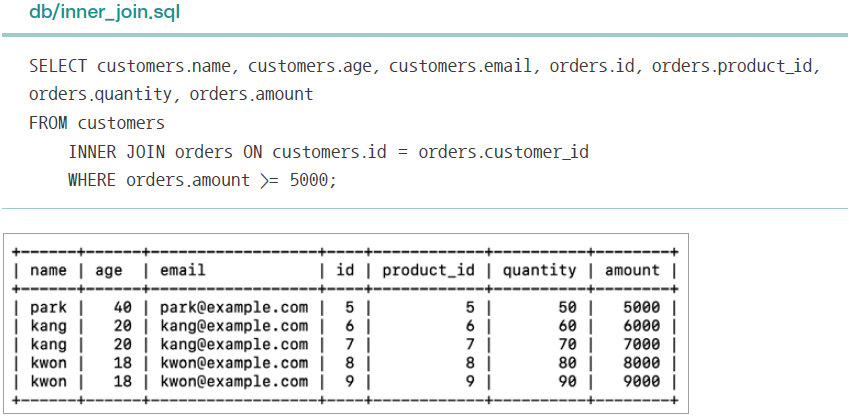 db/inner_join.sql
SELECT customers.name, customers.age, customers.email, orders.id, orders.product_id,
orders.quantity, orders.amount
FROM customers
    INNER JOIN orders ON customers.id = orders.customer_id
    WHERE orders.amount >= 5000;
+------+------+------------------+----+------------+----------+--------+
| name | age  | email            | id | product_id | quantity | amount |
+------+------+------------------+----+------------+----------+--------+
| park |   40 | park@example.com |  5 |          5 |       50 |   5000 |
| kang |   20 | kang@example.com |  6 |          6 |       60 |   6000 |
| kang |   20 | kang@example.com |  7 |          7 |       70 |   7000 |
| kwon |   18 | kwon@example.com |  8 |          8 |       80 |   8000 |
| kwon |   18 | kwon@example.com |  9 |          9 |       90 |   9000 |
+------+------+------------------+----+------------+----------+--------+